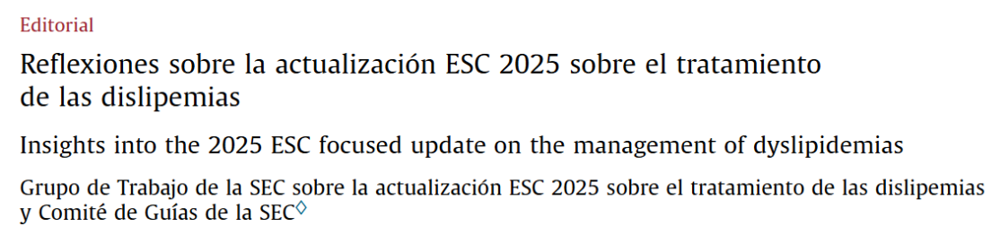 Editorial
Reflexiones sobre la actualización ESC 2025 sobre el tratamiento
de las dislipemias
Insights into the 2025 ESC focused update on the management of dyslipidemias
Grupo de Trabajo de la SEC sobre la actualización ESC 2025 sobre el tratamiento de las dislipemias
y Comité de Guías de la SEC◊